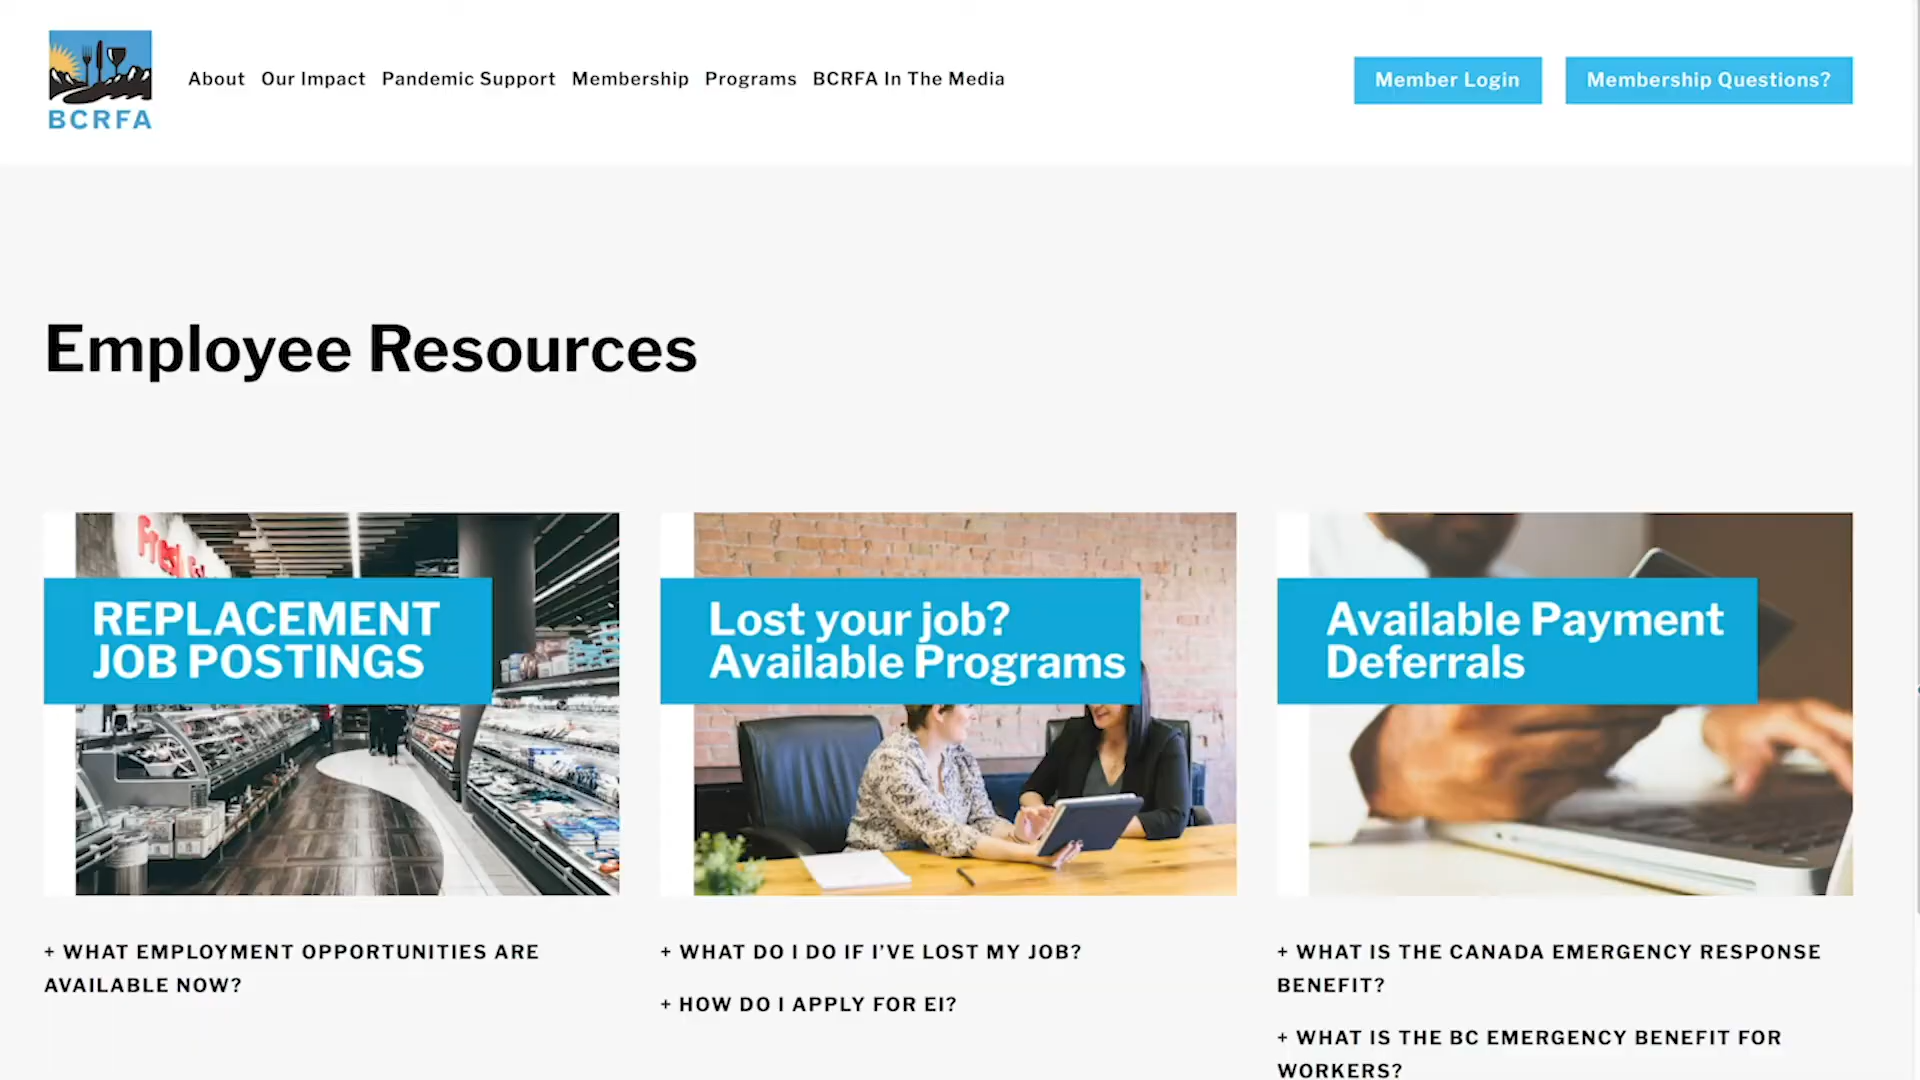 BCRFA
About Our Impact Pandemic Support Membership Programs BCRFA In The Media
Member Login
Membership Questions?
Employee Resources
Fresh
REPLACEMENT
JOB POSTINGS
Lost your job?
Available Programs
Available Payment
Deferrals
+ WHAT EMPLOYMENT OPPORTUNITIES ARE
AVAILABLE NOW?
+ WHAT DO I DO IF I’VE LOST MY JOB?
+ HOW DO I APPLY FOR EI?
+ WHAT IS THE CANADA EMERGENCY RESPONSE
BENEFIT?
+ WHAT IS THE BC EMERGENCY BENEFIT FOR
WORKERS?